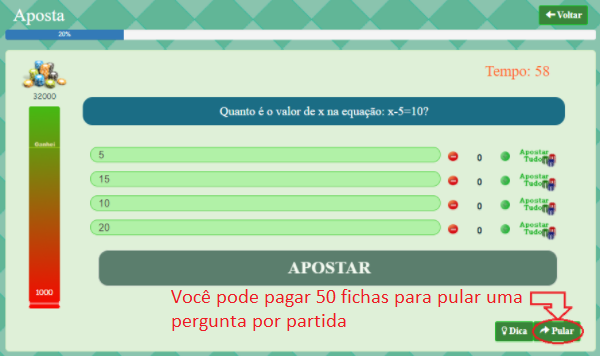 Aposta
Voltar
20%
Tempo: 58
32000
Quanto é o valor de x na equação: x-5=10?
Ganhei
5
0
Apostar
Tudo
15
0
Apostar
Tudo
10
0
Apostar
Tudo
20
0
Apostar
Tudo
APOSTAR
1000
Você pode pagar 50 fichas para pular uma
pergunta por partida
Dica
Pular